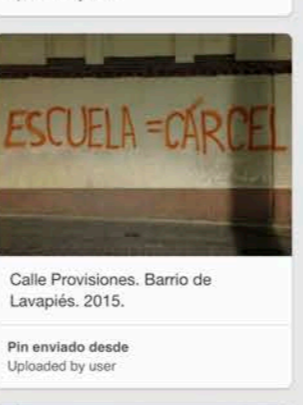 ESCUELA = CÁRCEL
Calle Provisiones. Barrio de
Lavapiés. 2015.
Pin enviado desde
Uploaded by user